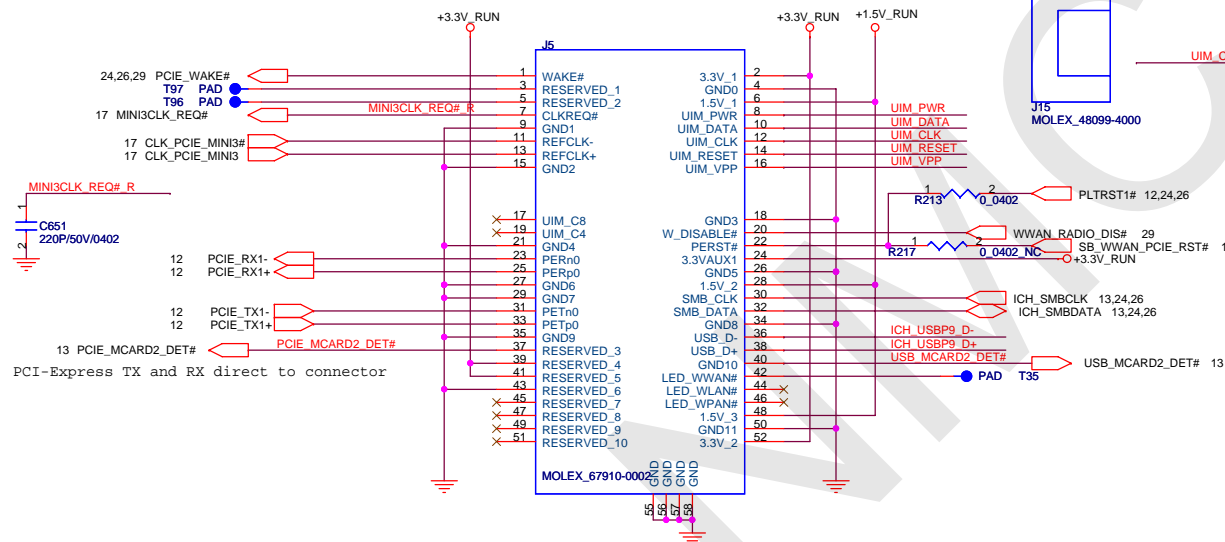 +3.3V_RUN
+3.3V_RUN
+1.5V_RUN
J5
UIM_C
J15
MOLEX_48099-4000
24,26,29 PCIE_WAKE# 1 WAKE# 3.3V_1 2
T97 PAD 3 RESERVED_1 GND0 4
T96 PAD 5 RESERVED_2 1.5V_1 6
17 MINI3CLK_REQ# MINI3CLK_REQ#_R 7 CLKREQ# UIM_PWR 8 UIM_PWR
9 GND1 UIM_DATA 10 UIM_DATA
17 CLK_PCIE_MINI3# 11 REFCLK- UIM_CLK 12 UIM_CLK
17 CLK_PCIE_MINI3 13 REFCLK+ UIM_RESET 14 UIM_RESET
15 GND2 UIM_VPP 16 UIM_VPP
MINI3CLK_REQ#_R
1
C651
220P/50V/0402
2
1 R213 2 0_0402 PLTRST1# 12,24,26
17 UIM_C8 GND3 18
19 UIM_C4 W_DISABLE# 20 WWAN_RADIO_DIS# 29
21 GND4 PERST# 22 1 R217 2 0_0402_NC SB_WWAN_PCIE_RST# 1
12 PCIE_RX1- 23 PERn0 3.3VAUX1 24 +3.3V_RUN
12 PCIE_RX1+ 25 PERp0 GND5 26
27 GND6 1.5V_2 28
29 GND7 SMB_CLK 30 ICH_SMBCLK 13,24,26
12 PCIE_TX1- 31 PETn0 SMB_DATA 32 ICH_SMBDATA 13,24,26
12 PCIE_TX1+ 33 PETp0 GND8 34
35 GND9 USB_D- 36 ICH_USBP9_D-
13 PCIE_MCARD2_DET# PCIE_MCARD2_DET# 37 RESERVED_3 USB_D+ 38 ICH_USBP9_D+
39 RESERVED_4 GND10 40 USB_MCARD2_DET# USB_MCARD2_DET# 13
PCI-Express TX and RX direct to connector
41 RESERVED_5 LED_WWAN# 42 PAD T35
43 RESERVED_6 LED_WLAN# 44
45 RESERVED_7 LED_WPAN# 46
47 RESERVED_8 1.5V_3 48
49 RESERVED_9 GND11 50
51 RESERVED_10 3.3V_2 52
MOLEX_67910-0002
GND GND GND GND
55 56 57 58